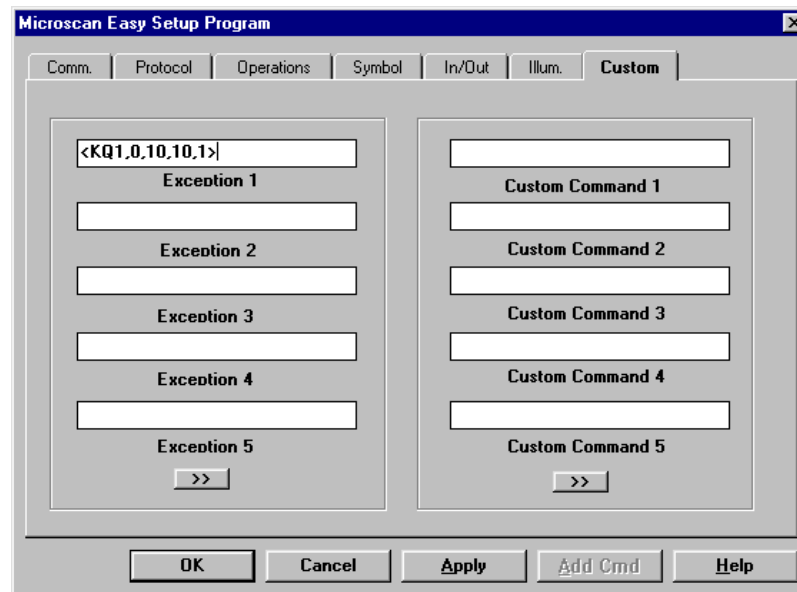 Microscan Easy Setup Program
Comm. Protocol Operations Symbol In/Out Illum. Custom
<KQ1,0,10,10,1>
Exception 1
Exception 2
Exception 3
Exception 4
Exception 5
>>
Custom Command 1
Custom Command 2
Custom Command 3
Custom Command 4
Custom Command 5
>>
OK Cancel Apply Add Cmd Help